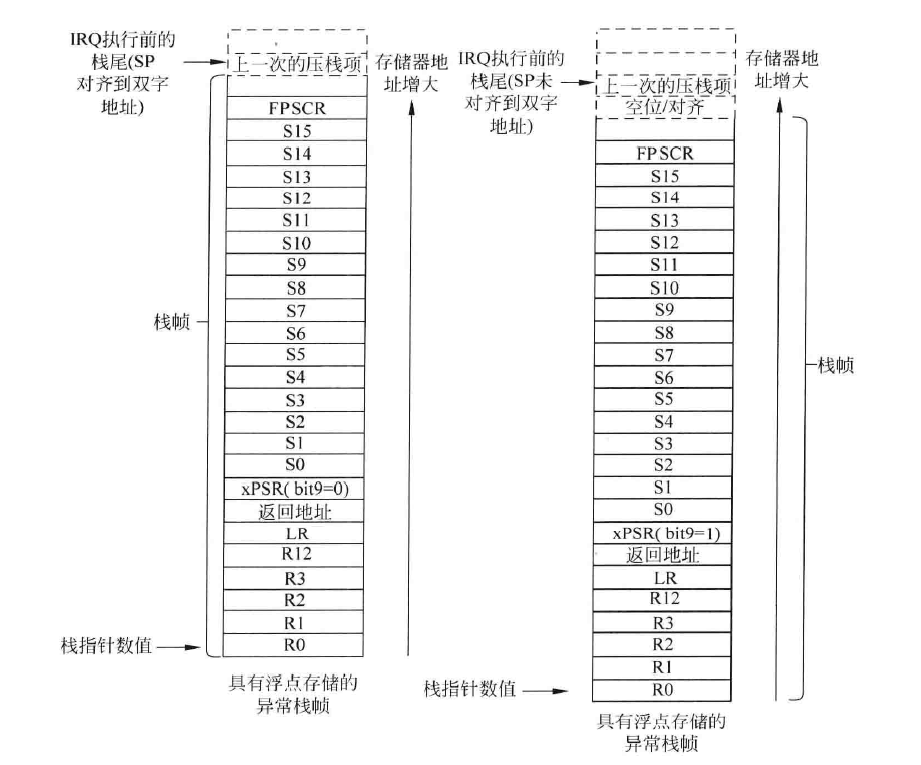 IRQ执行前的
栈尾(SP
对齐到双字
地址)
上一次的压栈项
存储器地
址增大
FPSCR
S15
S14
S13
S12
S11
S10
S9
S8
S7
S6
S5
S4
S3
S2
S1
S0
xPSR( bit9=0)
返回地址
LR
R12
R3
R2
R1
R0
栈帧
栈指针数值
具有浮点存储的
异常栈帧
IRQ执行前的
栈尾(SP未
对齐到双字
地址)
上一次的压栈项
空位/对齐
存储器地
址增大
FPSCR
S15
S14
S13
S12
S11
S10
S9
S8
S7
S6
S5
S4
S3
S2
S1
S0
xPSR( bit9=1)
返回地址
LR
R12
R3
R2
R1
R0
栈帧
栈指针数值
具有浮点存储的
异常栈帧